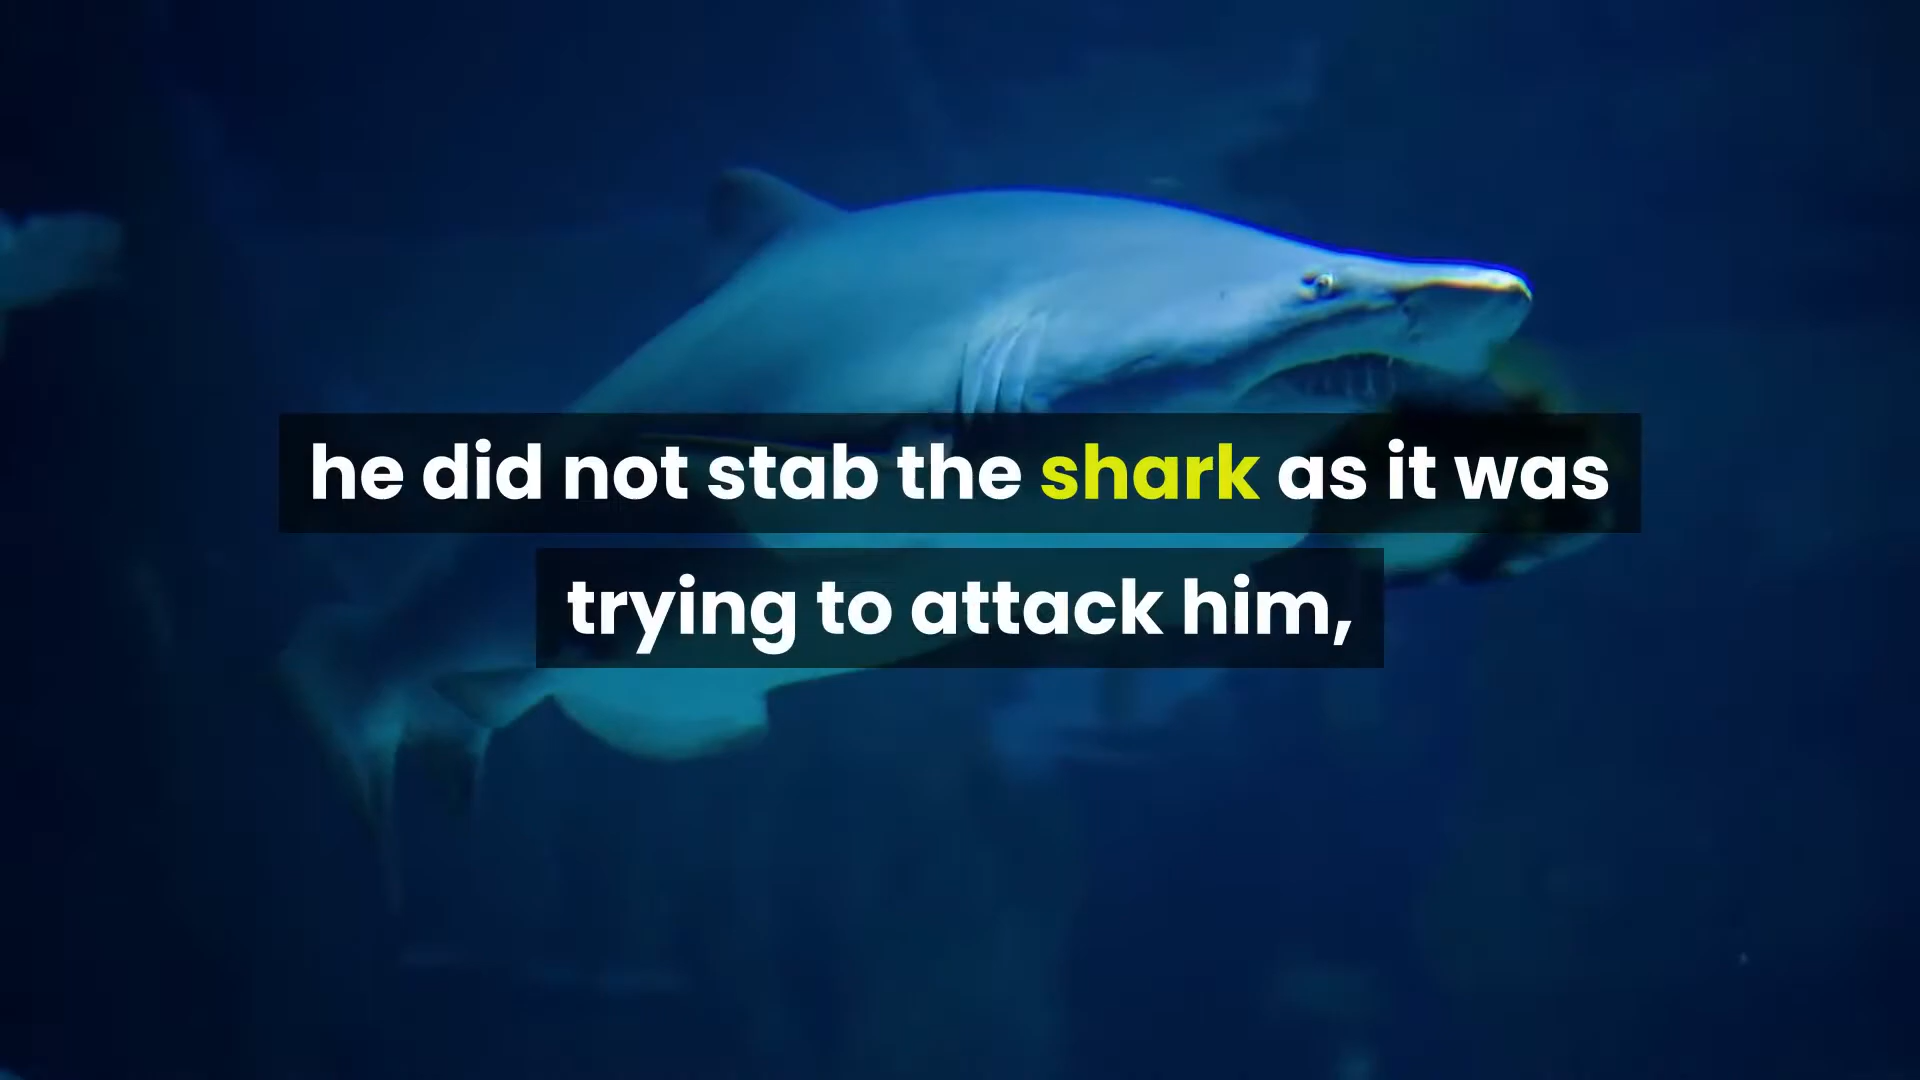 he did not stab the shark as it was
trying to attack him,